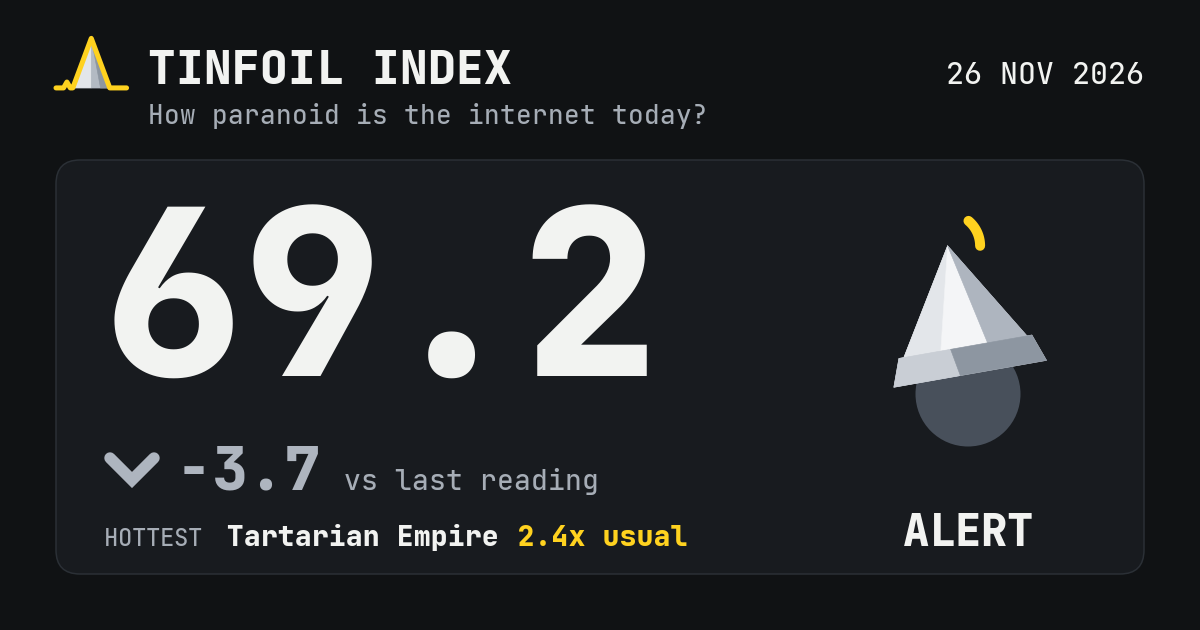 TINFOIL INDEX
26 NOV 2026
How paranoid is the internet today?
69.2
-3.7 vs last reading
HOTTEST Tartarian Empire 2.4x usual
ALERT